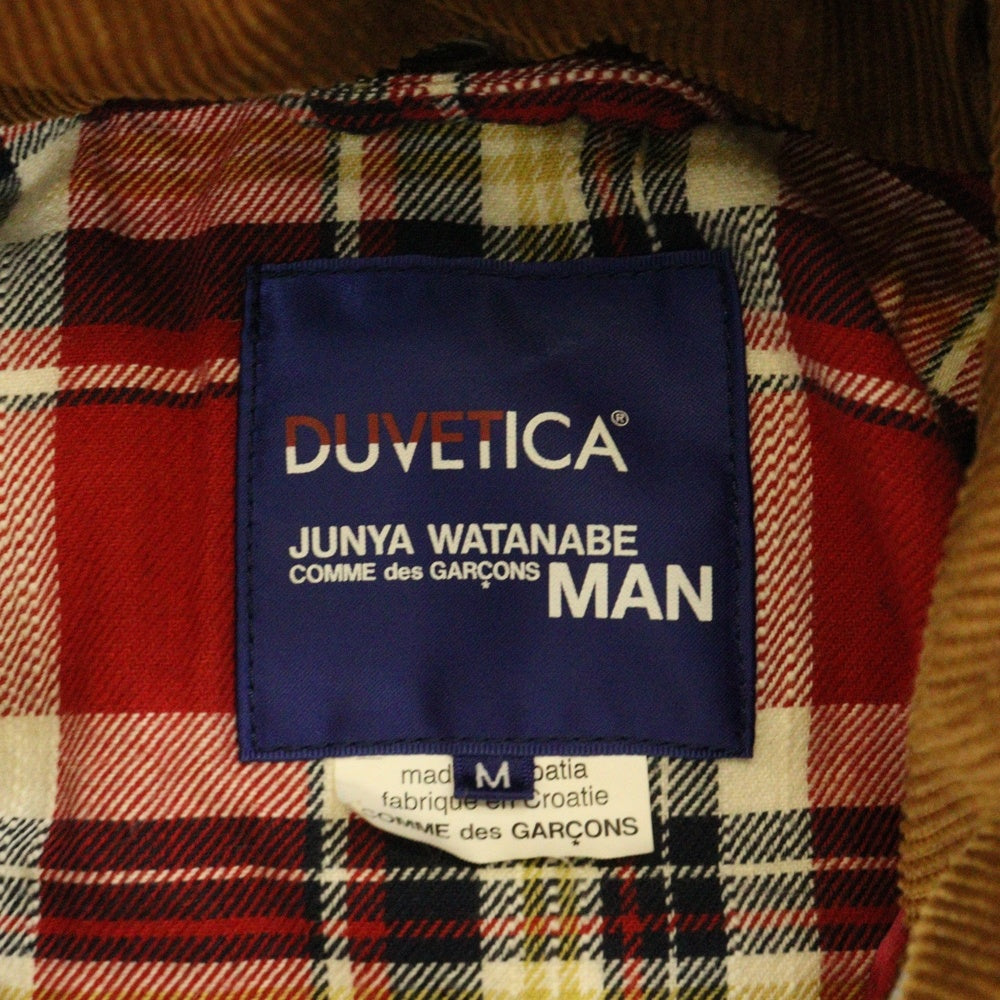 DUVETICA®
JUNYA WATANABE
COMME des GARÇONS MAN
M
fabrique en Croatie
COMME des GARÇONS